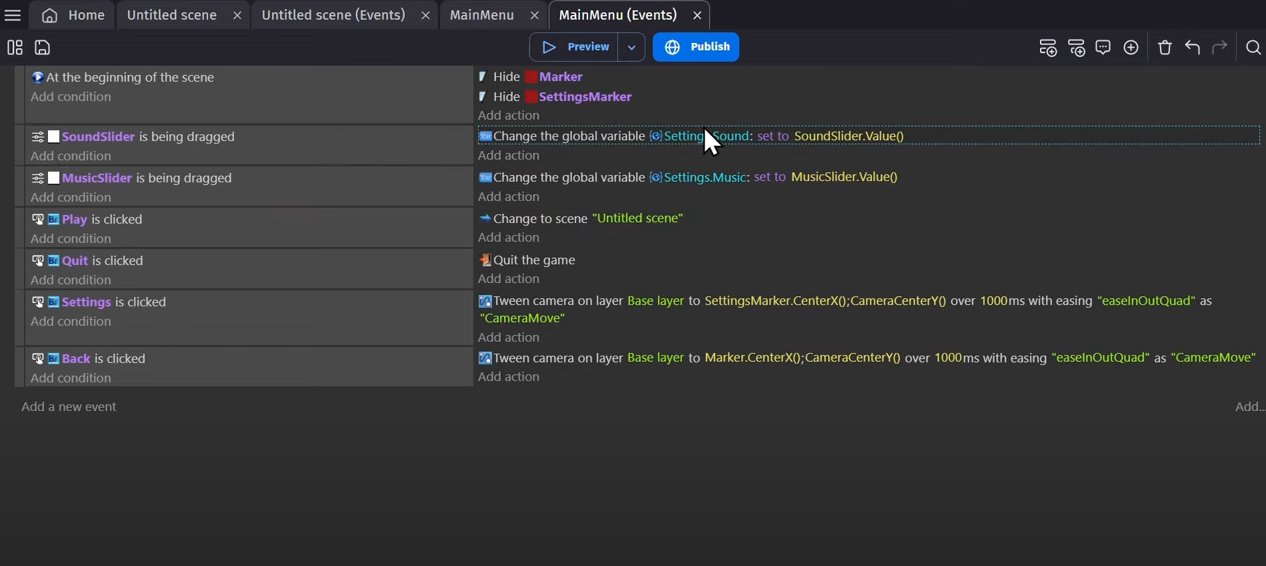 Home
Untitled scene
Untitled scene (Events)
MainMenu
MainMenu (Events)
Preview
Publish
At the beginning of the scene
Add condition
Hide Marker
Hide SettingsMarker
Add action
SoundSlider is being dragged
Add condition
Change the global variable Settings.Sound: set to SoundSlider.Value()
Add action
MusicSlider is being dragged
Add condition
Change the global variable Settings.Music: set to MusicSlider.Value()
Add action
Play is clicked
Add condition
Change to scene "Untitled scene"
Add action
Quit is clicked
Add condition
Quit the game
Add action
Settings is clicked
Add condition
Tween camera on layer Base layer to SettingsMarker.CenterX();CameraCenterY() over 1000ms with easing "easeInOutQuad" as
"CameraMove"
Add action
Back is clicked
Add condition
Tween camera on layer Base layer to Marker.CenterX();CameraCenterY() over 1000ms with easing "easeInOutQuad" as "CameraMove"
Add action
Add a new event
Add...